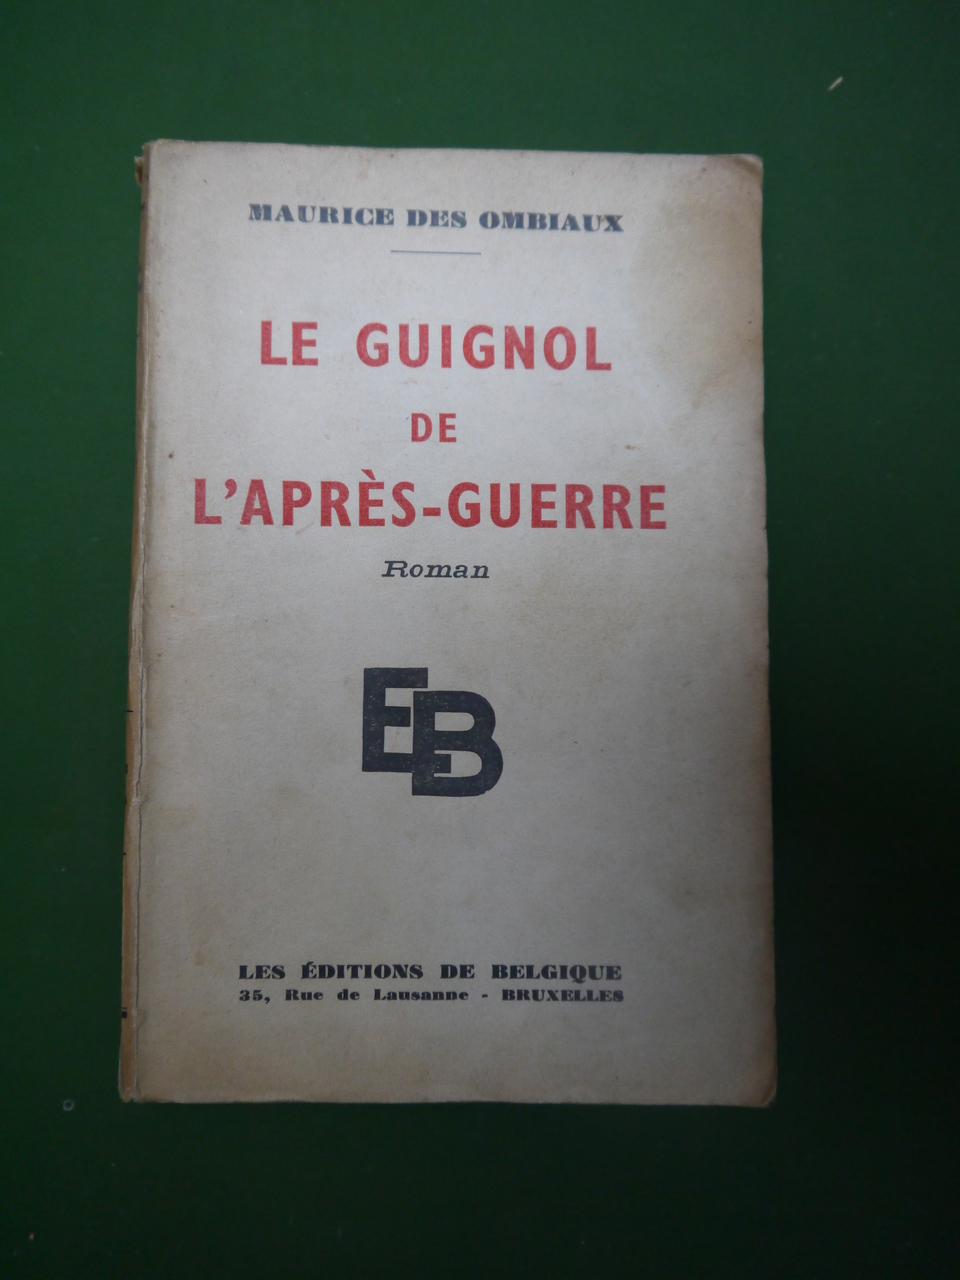 MAURICE DES OMBIAUX
LE GUIGNOL
DE
L'APRÈS-GUERRE
Roman
EB
LES ÉDITIONS DE BELGIQUE
35, Rue de Lausanne - BRUXELLES